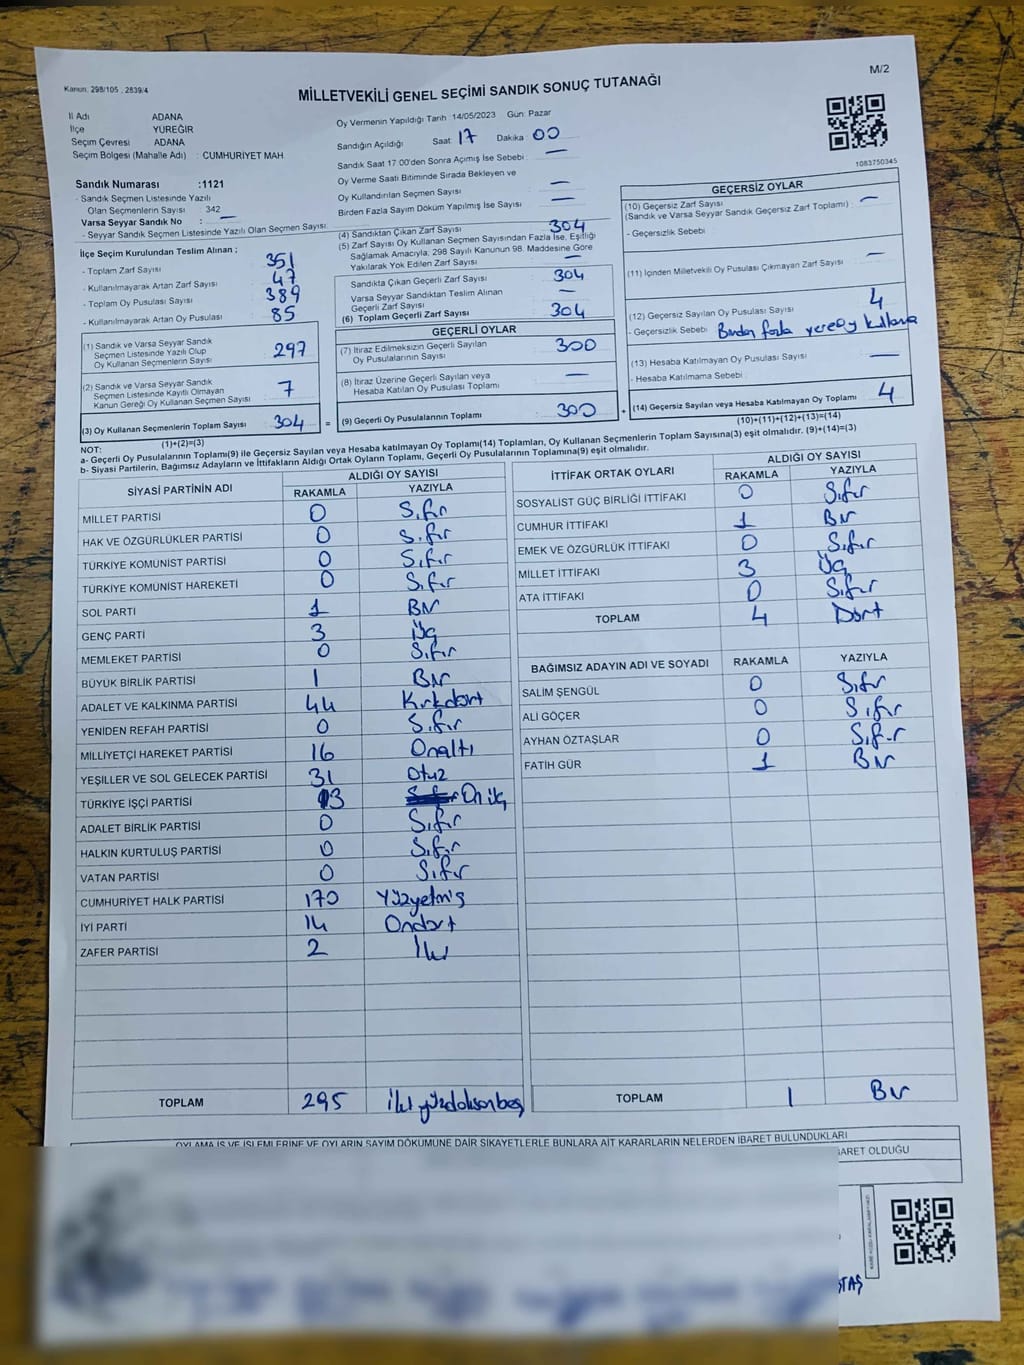 Kanun, 298/105 , 2839/4
M/2
MİLLETVEKİLİ GENEL SEÇİMİ SANDIK SONUÇ TUTANAĞI
İl Adı ADANA
İlçe YÜREĞİR
Seçim Çevresi ADANA
Seçim Bölgesi (Mahalle Adı) : CUMHURİYET MAH
Sandık Numarası :1121
- Sandık Seçmen Listesinde Yazılı
Olan Seçmenlerin Sayısı 342
Varsa Seyyar Sandık No : —
- Seyyar Sandık Seçmen Listesinde Yazılı Olan Seçmen Sayısı:
İlçe Seçim Kurulundan Teslim Alınan ;
- Toplam Zarf Sayısı 351
- Kullanılmayarak Artan Zarf Sayısı 47
- Toplam Oy Pusulası Sayısı 389
- Kullanılmayarak Artan Oy Pusulası 85
(1) Sandık ve Varsa Seyyar Sandık
Seçmen Listesinde Yazılı Olup
Oy Kullanan Seçmenlerin Sayısı 297
(2) Sandık ve Varsa Seyyar Sandık
Seçmen Listesinde Kayıtlı Olmayan
Kanun Gereği Oy Kullanan Seçmen Sayısı 7
(3) Oy Kullanan Seçmenlerin Toplam Sayısı 304
(1)+(2)=(3)
Oy Vermenin Yapıldığı Tarih 14/05/2023 Gün: Pazar
Sandığın Açıldığı Saat 17 Dakika 00
Sandık Saat 17:00'den Sonra Açımış İse Sebebi : —
Oy Verme Saati Bitiminde Sırada Bekleyen ve
Oy Kullandırılan Seçmen Sayısı —
Birden Fazla Sayım Döküm Yapılmış İse Sayısı —
(4) Sandıktan Çıkan Zarf Sayısı 304
(5) Zarf Sayısı Oy Kullanan Seçmen Sayısından Fazla İse, Eşitliği
Sağlamak Amacıyla; 298 Sayılı Kanunun 98. Maddesine Göre
Yakılarak Yok Edilen Zarf Sayısı —
Sandıkta Çıkan Geçerli Zarf Sayısı 304
Varsa Seyyar Sandıktan Teslim Alınan
Geçerli Zarf Sayısı —
(6) Toplam Geçerli Zarf Sayısı 304
GEÇERLİ OYLAR
(7) İtiraz Edilmeksizin Geçerli Sayılan
Oy Pusulalarının Sayısı 300
(8) İtiraz Üzerine Geçerli Sayılan veya
Hesaba Katılan Oy Pusulası Toplamı —
= (9) Geçerli Oy Pusulalarının Toplamı 300 +
1083750345
GEÇERSİZ OYLAR
(10) Geçersiz Zarf Sayısı —
(Sandık ve Varsa Seyyar Sandık Geçersiz Zarf Toplamı) :
- Geçersizlik Sebebi
(11) İçinden Milletvekili Oy Pusulası Çıkmayan Zarf Sayısı —
(12) Geçersiz Sayılan Oy Pusulası Sayısı 4
- Geçersizlik Sebebi Birden fazla yere oy kullanma
(13) Hesaba Katılmayan Oy Pusulası Sayısı —
- Hesaba Katılmama Sebebi :
(14) Geçersiz Sayılan veya Hesaba Katılmayan Oy Toplamı 4
(10)+(11)+(12)+(13)=(14)
NOT:
a- Geçerli Oy Pusulalarının Toplamı(9) ile Geçersiz Sayılan veya Hesaba katılmayan Oy Toplamı(14) Toplamları, Oy Kullanan Seçmenlerin Toplam Sayısına(3) eşit olmalıdır. (9)+(14)=(3)
b- Siyasi Partilerin, Bağımsız Adayların ve İttifakların Aldığı Ortak Oyların Toplamı, Geçerli Oy Pusulalarının Toplamına(9) eşit olmalıdır.
SİYASİ PARTİNİN ADI ALDIĞI OY SAYISI
RAKAMLA YAZIYLA
MİLLET PARTİSİ 0 Sıfır
HAK VE ÖZGÜRLÜKLER PARTİSİ 0 Sıfır
TÜRKİYE KOMÜNİST PARTİSİ 0 Sıfır
TÜRKİYE KOMÜNİST HAREKETİ 0 Sıfır
SOL PARTİ 1 Bir
GENÇ PARTİ 3 Üç
MEMLEKET PARTİSİ 0 Sıfır
BÜYÜK BİRLİK PARTİSİ 1 Bir
ADALET VE KALKINMA PARTİSİ 44 Kırkdört
YENİDEN REFAH PARTİSİ 0 Sıfır
MİLLİYETÇİ HAREKET PARTİSİ 16 Onaltı
YEŞİLLER VE SOL GELECEK PARTİSİ 31 Otuz
TÜRKİYE İŞÇİ PARTİSİ 13 Sıfır On üç
ADALET BİRLİK PARTİSİ 0 Sıfır
HALKIN KURTULUŞ PARTİSİ 0 Sıfır
VATAN PARTİSİ 0 Sıfır
CUMHURİYET HALK PARTİSİ 170 Yüzyetmiş
İYİ PARTİ 14 Ondört
ZAFER PARTİSİ 2 İki
TOPLAM 295 İki yüzdoksanbeş
İTTİFAK ORTAK OYLARI ALDIĞI OY SAYISI
RAKAMLA YAZIYLA
SOSYALİST GÜÇ BİRLİĞİ İTTİFAKI 0 Sıfır
CUMHUR İTTİFAKI 1 Bir
EMEK VE ÖZGÜRLÜK İTTİFAKI 0 Sıfır
MİLLET İTTİFAKI 3 Üç
ATA İTTİFAKI 0 Sıfır
TOPLAM 4 Dört
BAĞIMSIZ ADAYIN ADI VE SOYADI RAKAMLA YAZIYLA
SALİM ŞENGÜL 0 Sıfır
ALİ GÖÇER 0 Sıfır
AYHAN ÖZTAŞLAR 0 Sıfır
FATİH GÜR 1 Bir
TOPLAM 1 Bir
OYLAMA İŞ VE İŞLEMLERİNE VE OYLARIN SAYIM DÖKÜMÜNE DAİR ŞİKAYETLERLE BUNLARA AİT KARARLARIN NELERDEN İBARET BULUNDUKLARI
BARET OLDUĞU